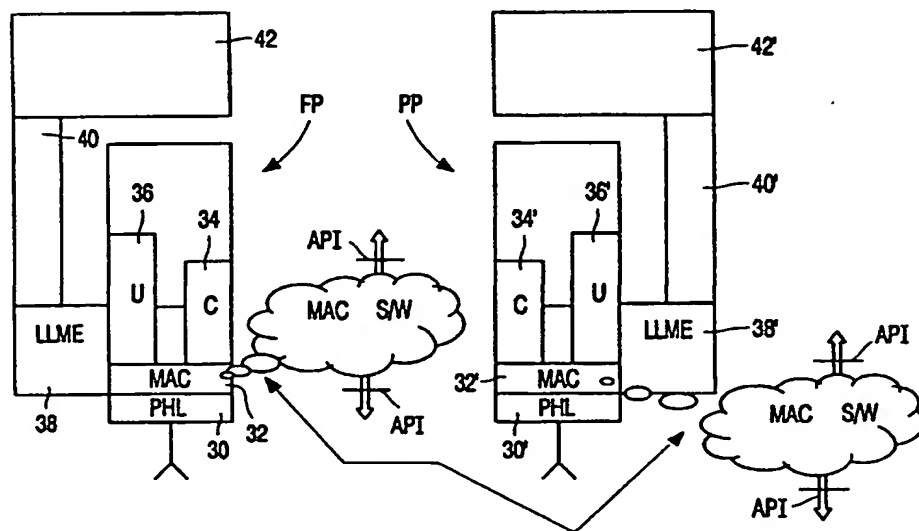 42
42'
FP
PP
40
40'
36
34
34'
36'
API
U
C
MAC S/W
C
U
LLME
LLME
38'
API
MAC
32'
MAC
PHL
PHL
38
30
32
API
30'
MAC S/W
API